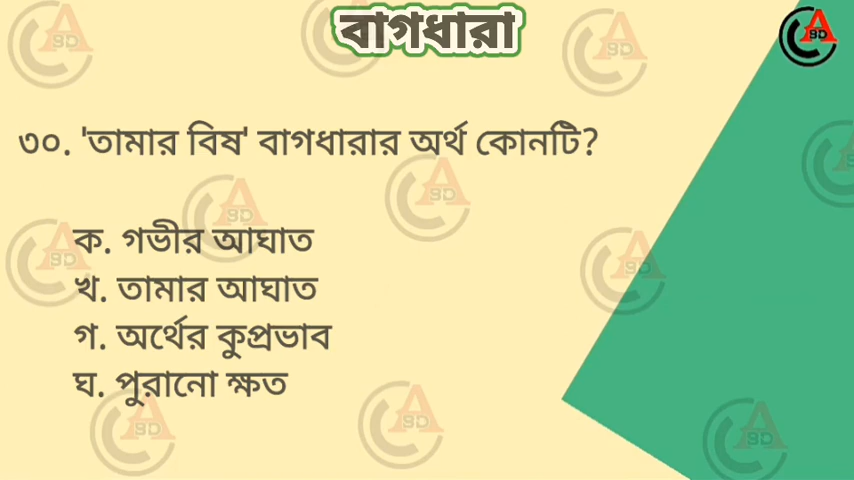 বাগধারা
৩০. 'তামার বিষ' বাগধারার অর্থ কোনটি?
ক. গভীর আঘাত
খ. তামার আঘাত
গ. অর্থের কুপ্রভাব
ঘ. পুরানো ক্ষত